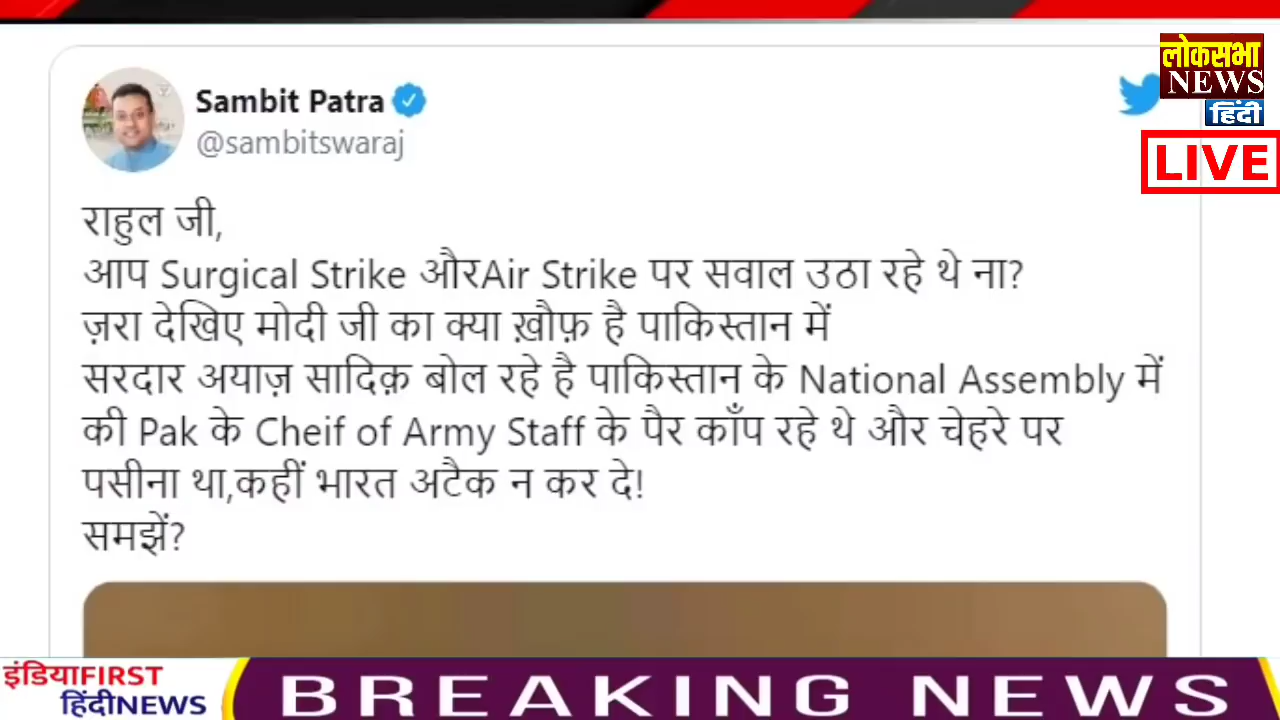 लोकसभा
NEWS
हिंदी
LIVE
Sambit Patra
@sambitswaraj
राहुल जी,
आप Surgical Strike औरAir Strike पर सवाल उठा रहे थे ना?
ज़रा देखिए मोदी जी का क्या ख़ौफ़ है पाकिस्तान में
सरदार अयाज़ सादिक़ बोल रहे है पाकिस्तान के National Assembly में
की Pak के Cheif of Army Staff के पैर काँप रहे थे और चेहरे पर
पसीना था,कहीं भारत अटैक न कर दे!
समझें?
इंडियाFIRST
हिंदीNEWS
BREAKING NEWS